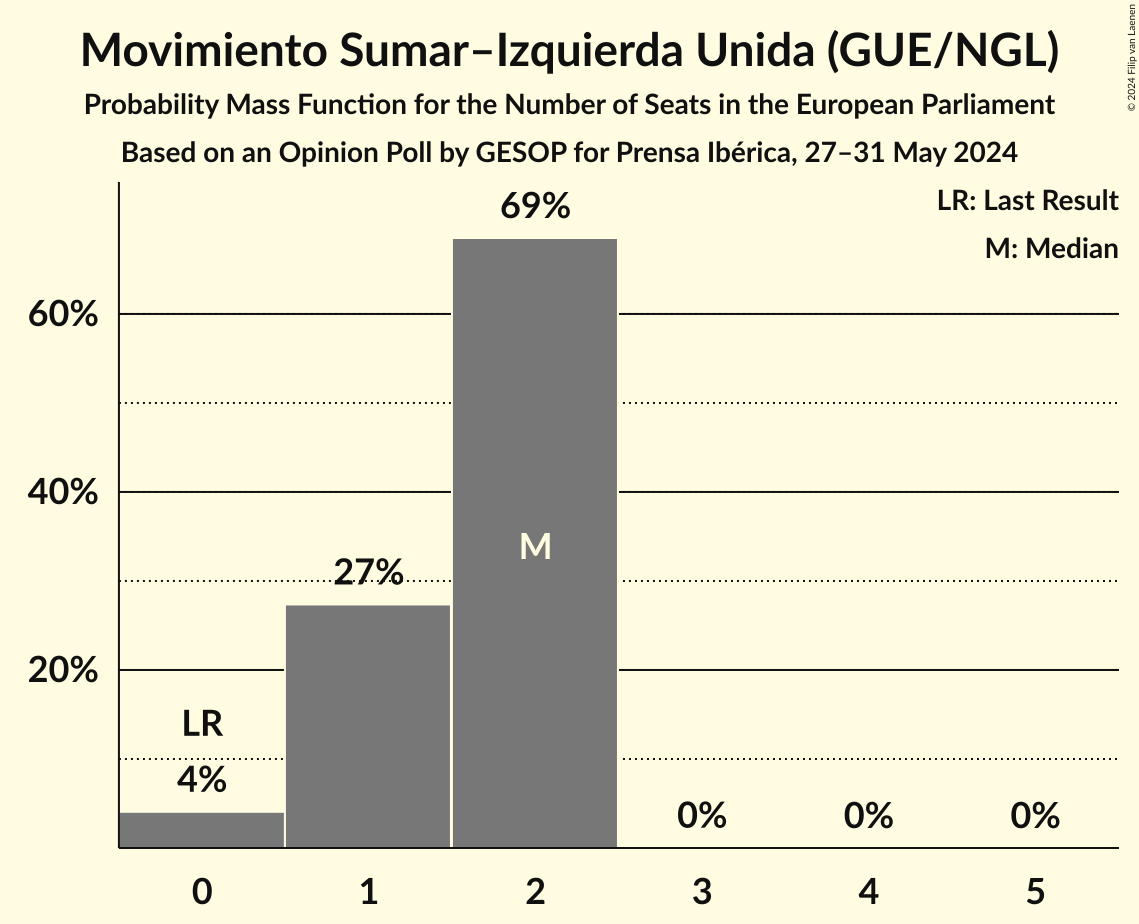 Movimiento Sumar–Izquierda Unida (GUE/NGL)
Probability Mass Function for the Number of Seats in the European Parliament
Based on an Opinion Poll by GESOP for Prensa Ibérica, 27–31 May 2024
© 2024 Filip van Laenen
LR: Last Result
M: Median
69%
60%
40%
M
27%
20%
LR
4%
0%
0%
0%
0
1
2
3
4
5